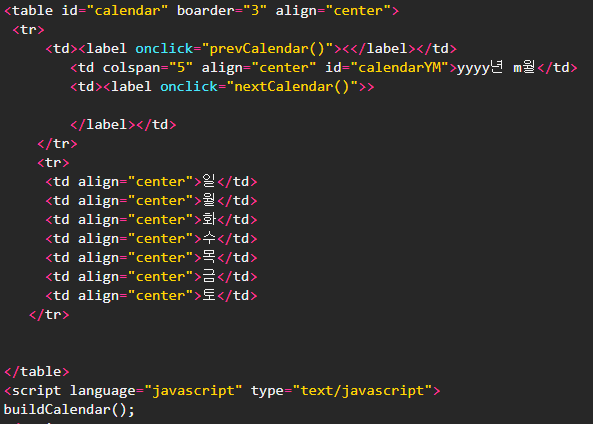 <table id="calendar" boarder="3" align="center">
<tr>
<td><label onclick="prevCalendar()"><</label></td>
<td colspan="5" align="center" id="calendarYM">yyyy년 m월</td>
<td><label onclick="nextCalendar()">>
</label></td>
</tr>
<tr>
<td align="center">일</td>
<td align="center">월</td>
<td align="center">화</td>
<td align="center">수</td>
<td align="center">목</td>
<td align="center">금</td>
<td align="center">토</td>
</tr>
</table>
<script language="javascript" type="text/javascript">
buildCalendar();